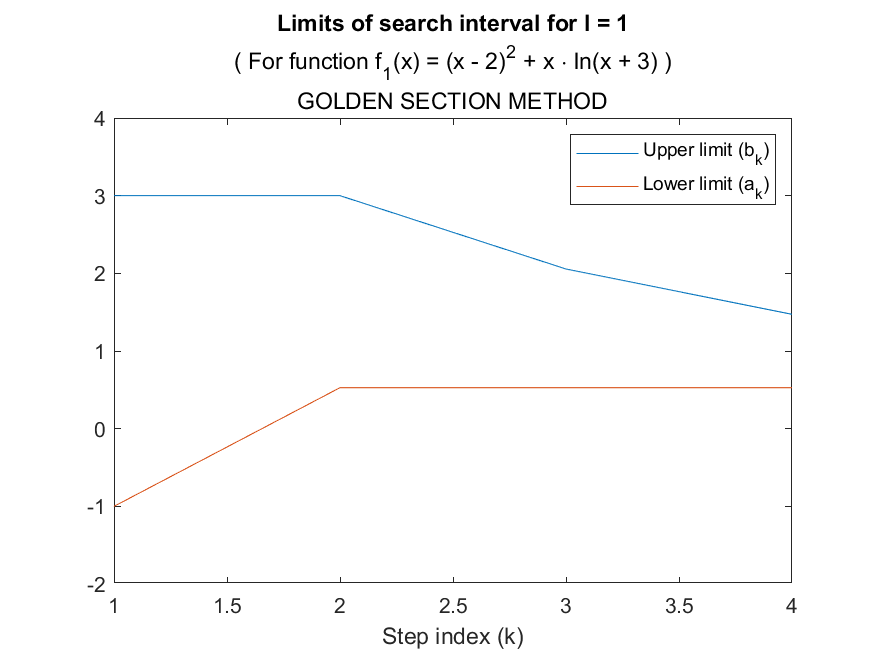 Limits of search interval for l = 1
( For function f₁(x) = (x - 2)² + x · ln(x + 3) )
GOLDEN SECTION METHOD
4
3
2
1
0
-1
-2
Upper limit (bₖ)
Lower limit (aₖ)
1 1.5 2 2.5 3 3.5 4
Step index (k)